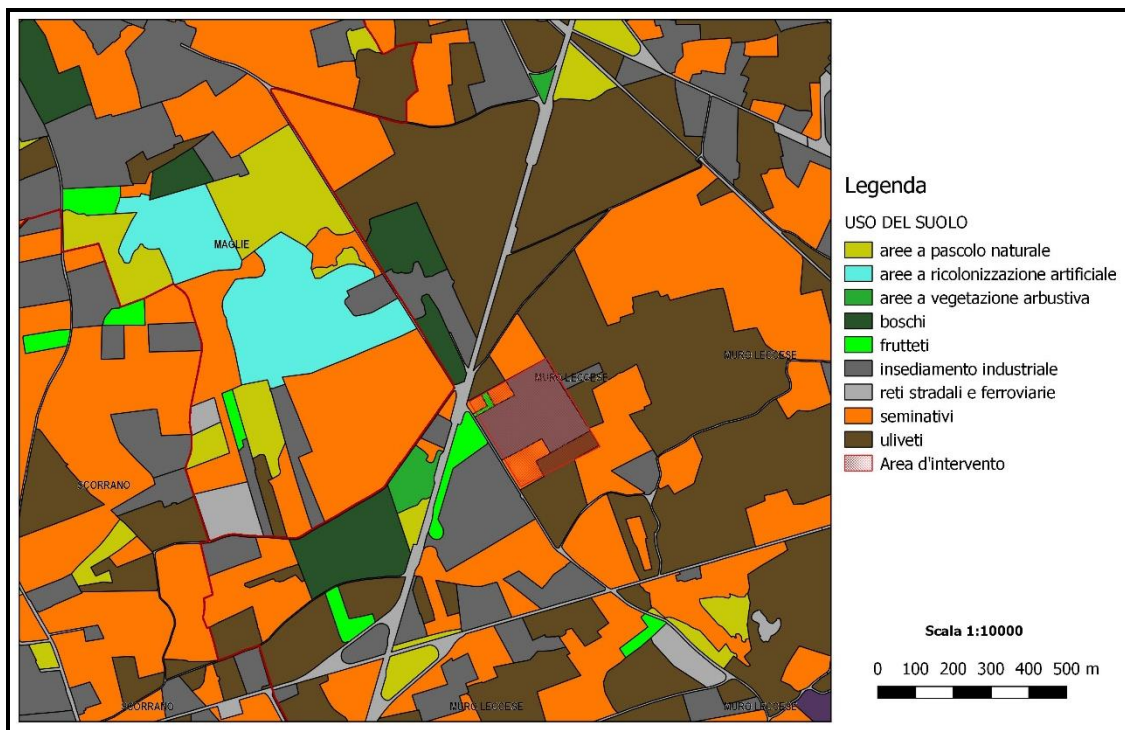 MAGLIE
MURO LECCESE
MURO LECCESE
SCORRANO
SCORRANO
MURO LECCESE
MURO LECCESE
Legenda
USO DEL SUOLO
aree a pascolo naturale
aree a ricolonizzazione artificiale
aree a vegetazione arbustiva
boschi
frutteti
insediamento industriale
reti stradali e ferroviarie
seminativi
uliveti
Area d'intervento
Scala 1:10000
0 100 200 300 400 500 m